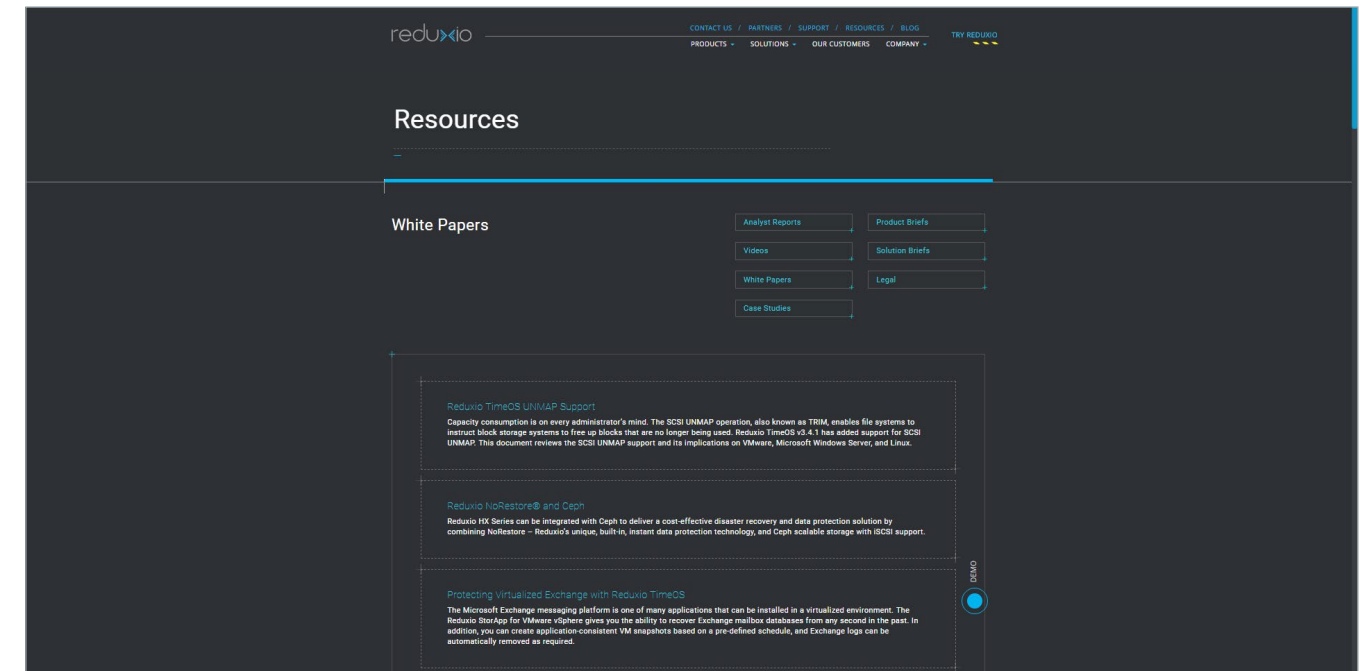 reduxio
CONTACT US / PARTNERS / SUPPORT / RESOURCES / BLOG
TRY REDUXIO
PRODUCTS SOLUTIONS OUR CUSTOMERS COMPANY
Resources
White Papers
Analyst Reports
Product Briefs
Videos
Solution Briefs
White Papers
Legal
Case Studies
Reduxio TimeOS UNMAP Support
Capacity consumption is on every administrator's mind. The SCSI UNMAP operation, also known as TRIM, enables file systems to
instruct block storage systems to free up blocks that are no longer being used. Reduxio TimeOS v3.4.1 has added support for SCSI
UNMAP. This document reviews the SCSI UNMAP support and its implications on VMware, Microsoft Windows Server, and Linux.
Reduxio NoRestore® and Ceph
Reduxio HX Series can be integrated with Ceph to deliver a cost-effective disaster recovery and data protection solution by
combining NoRestore – Reduxio's unique, built-in, instant data protection technology, and Ceph scalable storage with iSCSI support.
DEMO
Protecting Virtualized Exchange with Reduxio TimeOS
The Microsoft Exchange messaging platform is one of many applications that can be installed in a virtualized environment. The
Reduxio StorApp for VMware vSphere gives you the ability to recover Exchange mailbox databases from any second in the past. In
addition, you can create application-consistent VM snapshots based on a pre-defined schedule, and Exchange logs can be
automatically removed as required.